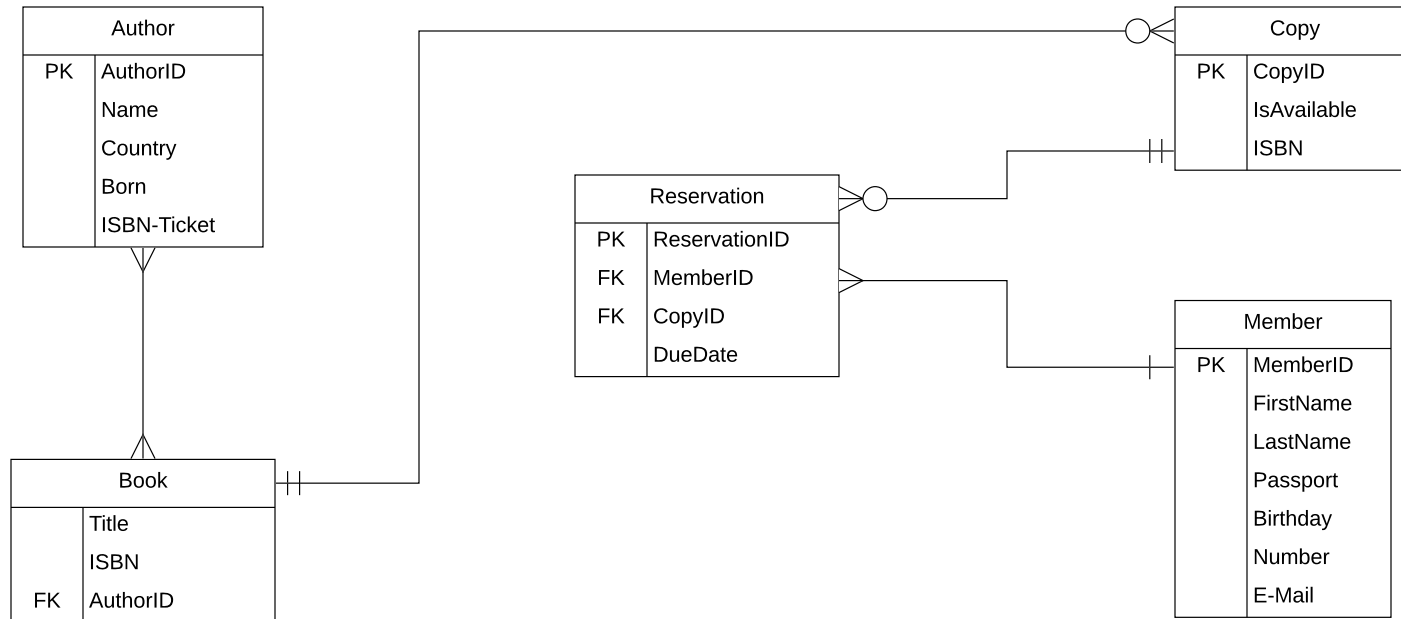 Author
PK AuthorID
Name
Country
Born
ISBN-Ticket
Book
Title
ISBN
FK AuthorID
Reservation
PK ReservationID
FK MemberID
FK CopyID
DueDate
Copy
PK CopyID
IsAvailable
ISBN
Member
PK MemberID
FirstName
LastName
Passport
Birthday
Number
E-Mail